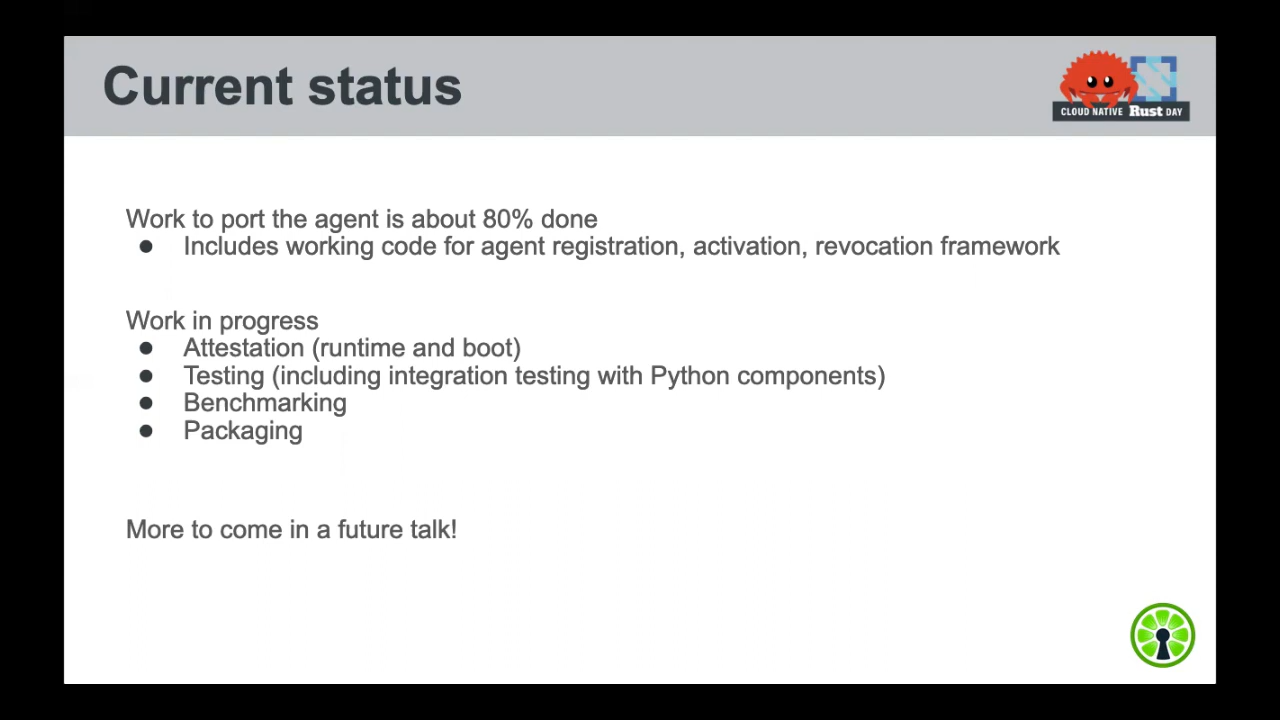 Current status
CLOUD NATIVE Rust DAY
Work to port the agent is about 80% done
● Includes working code for agent registration, activation, revocation framework
Work in progress
● Attestation (runtime and boot)
● Testing (including integration testing with Python components)
● Benchmarking
● Packaging
More to come in a future talk!